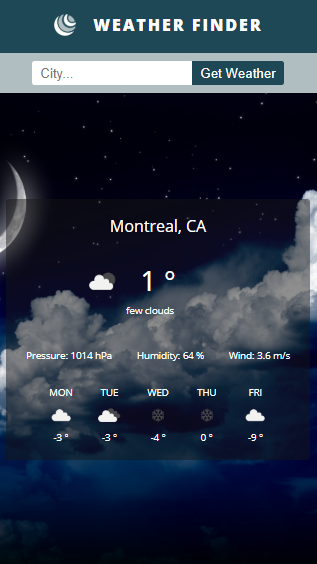 WEATHER FINDER
City... Get Weather
Montreal, CA
1 °
few clouds
Pressure: 1014 hPa Humidity: 64 % Wind: 3.6 m/s
MON TUE WED THU FRI
-3 ° -3 ° -4 ° 0 ° -9 °